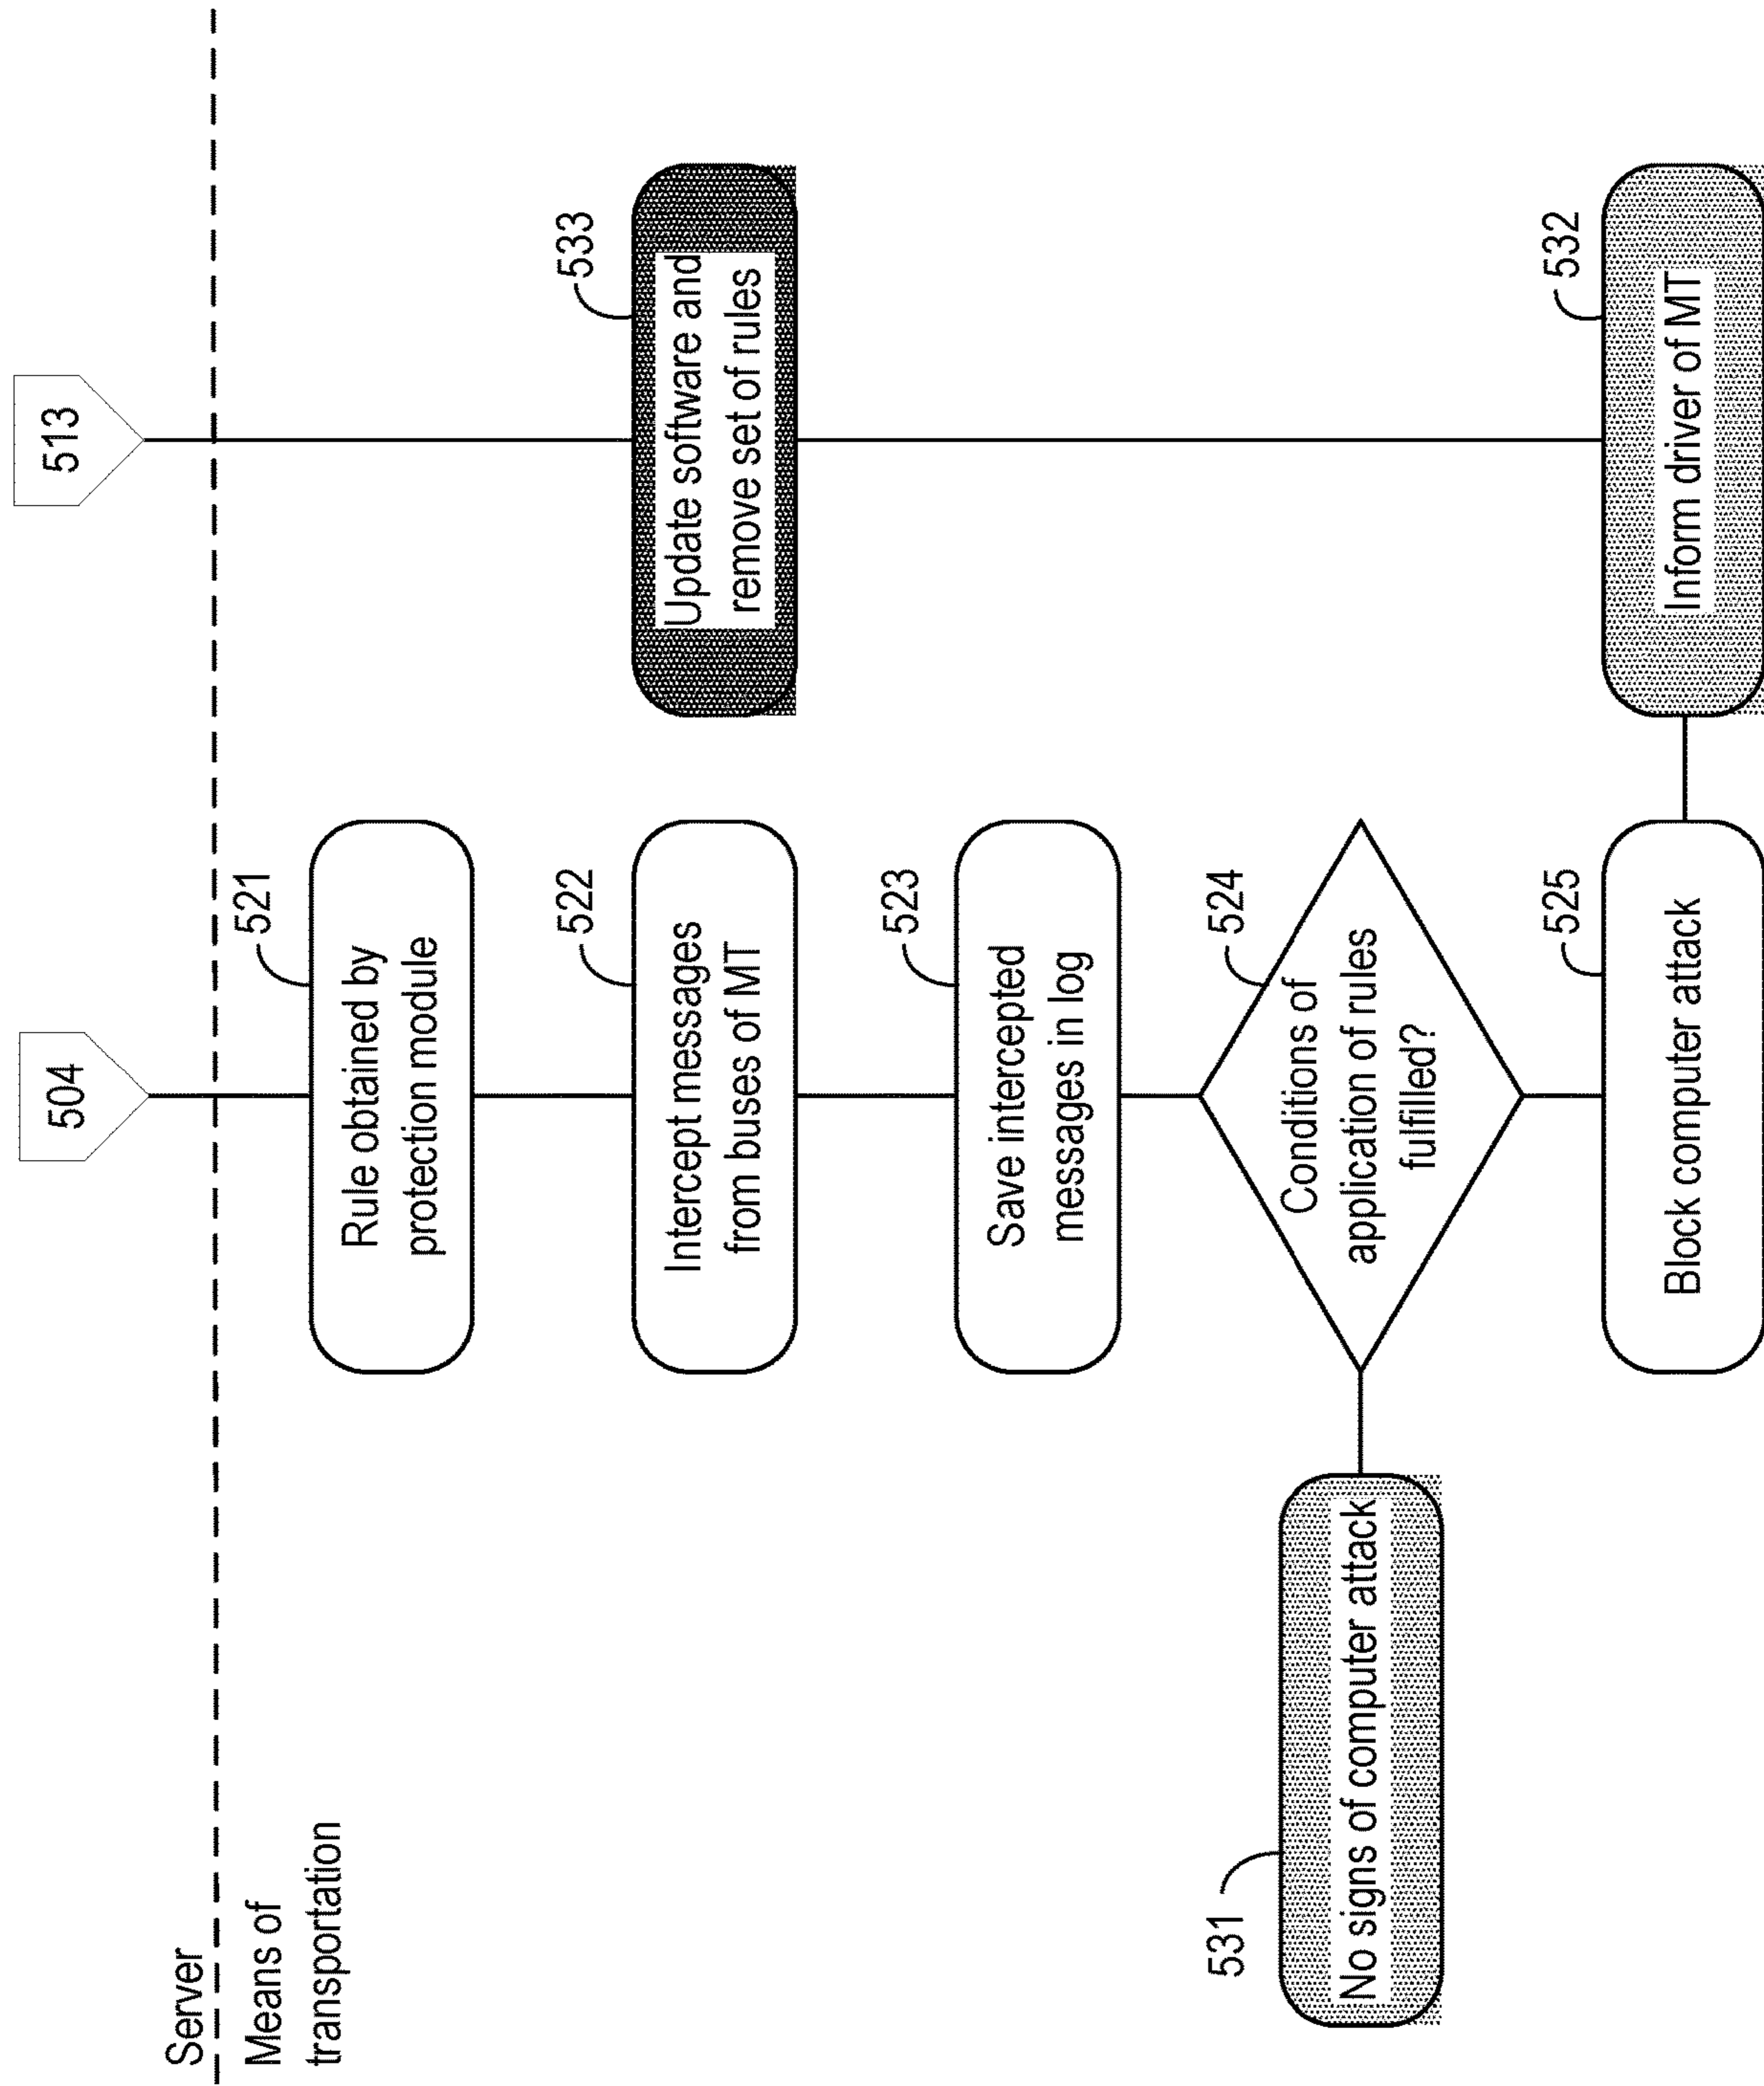 Server
Means of
transportation
504
513
521
Rule obtained by
protection module
522
Intercept messages
from buses of MT
533
Update software and
remove set of rules
523
Save intercepted
messages in log
524
Conditions of
application of rules
fulfilled?
531
No signs of computer attack
525
Block computer attack
532
Inform driver of MT